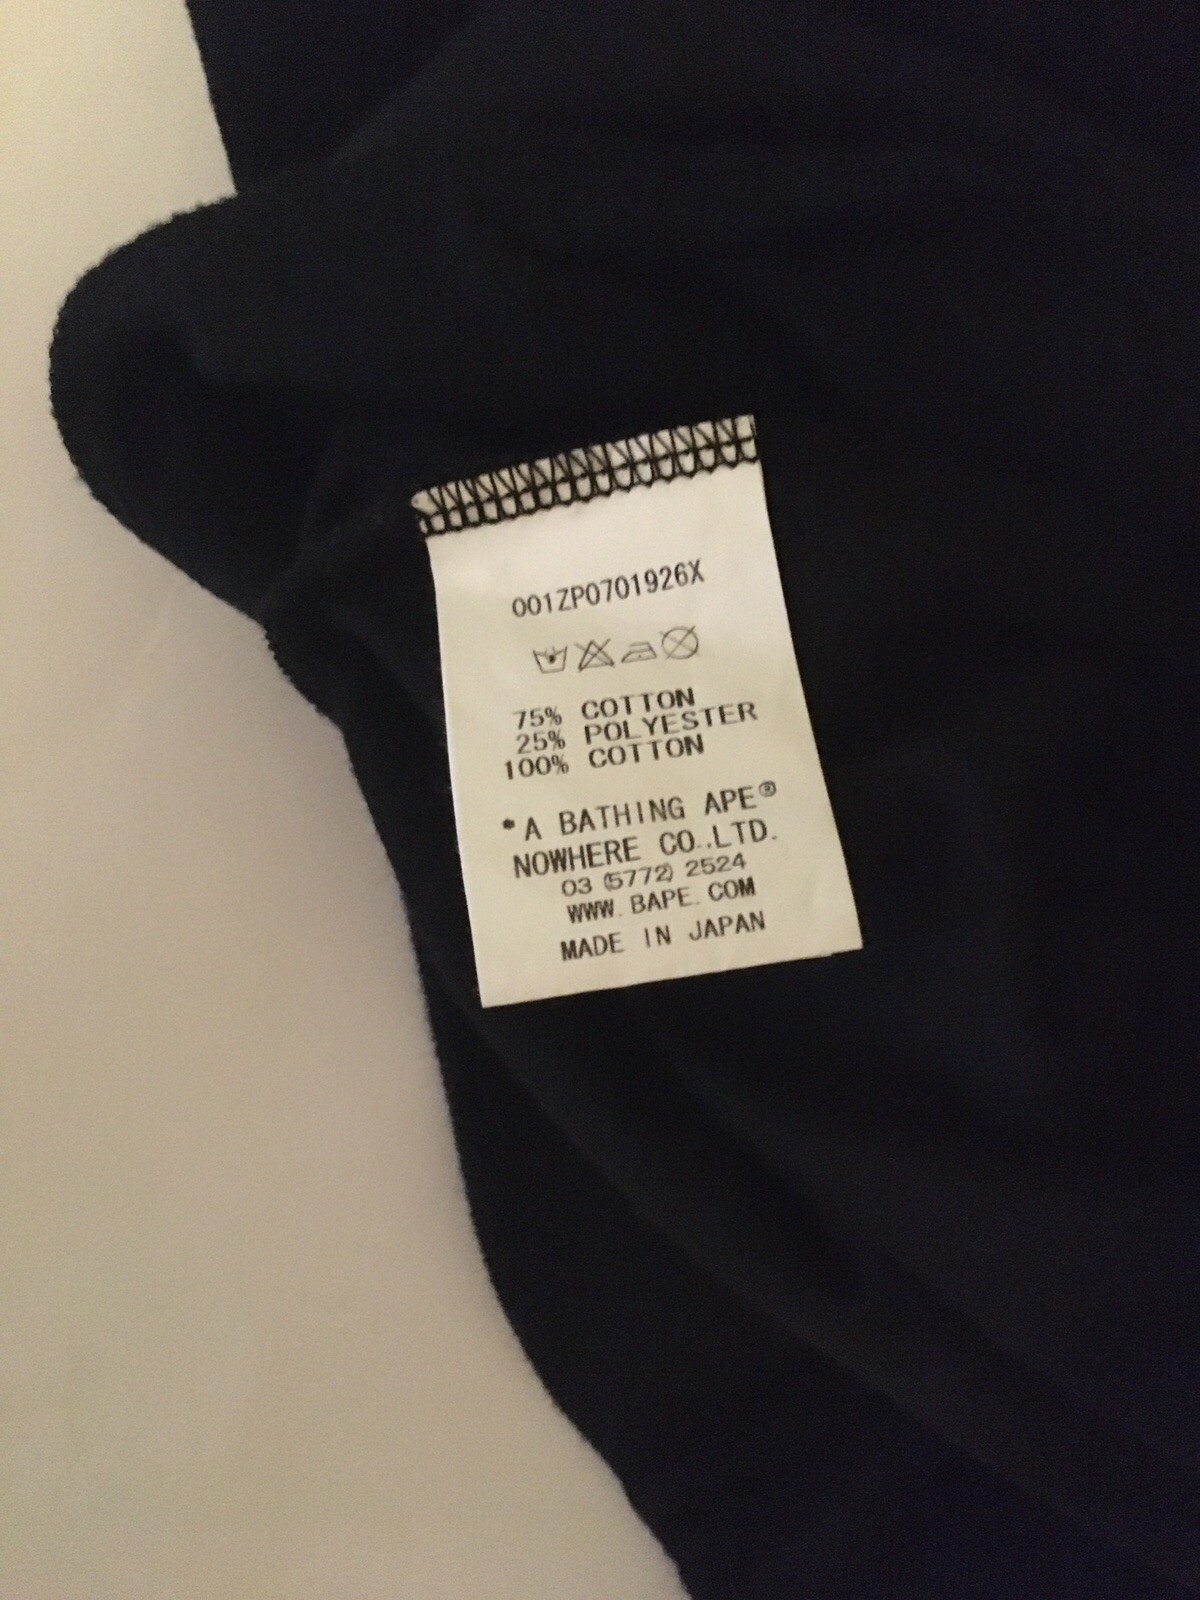 001ZP0701926X
75% COTTON
25% POLYESTER
100% COTTON
*A BATHING APE®
NOWHERE CO.,LTD.
03 (5772) 2524
WWW. BAPE. COM
MADE IN JAPAN